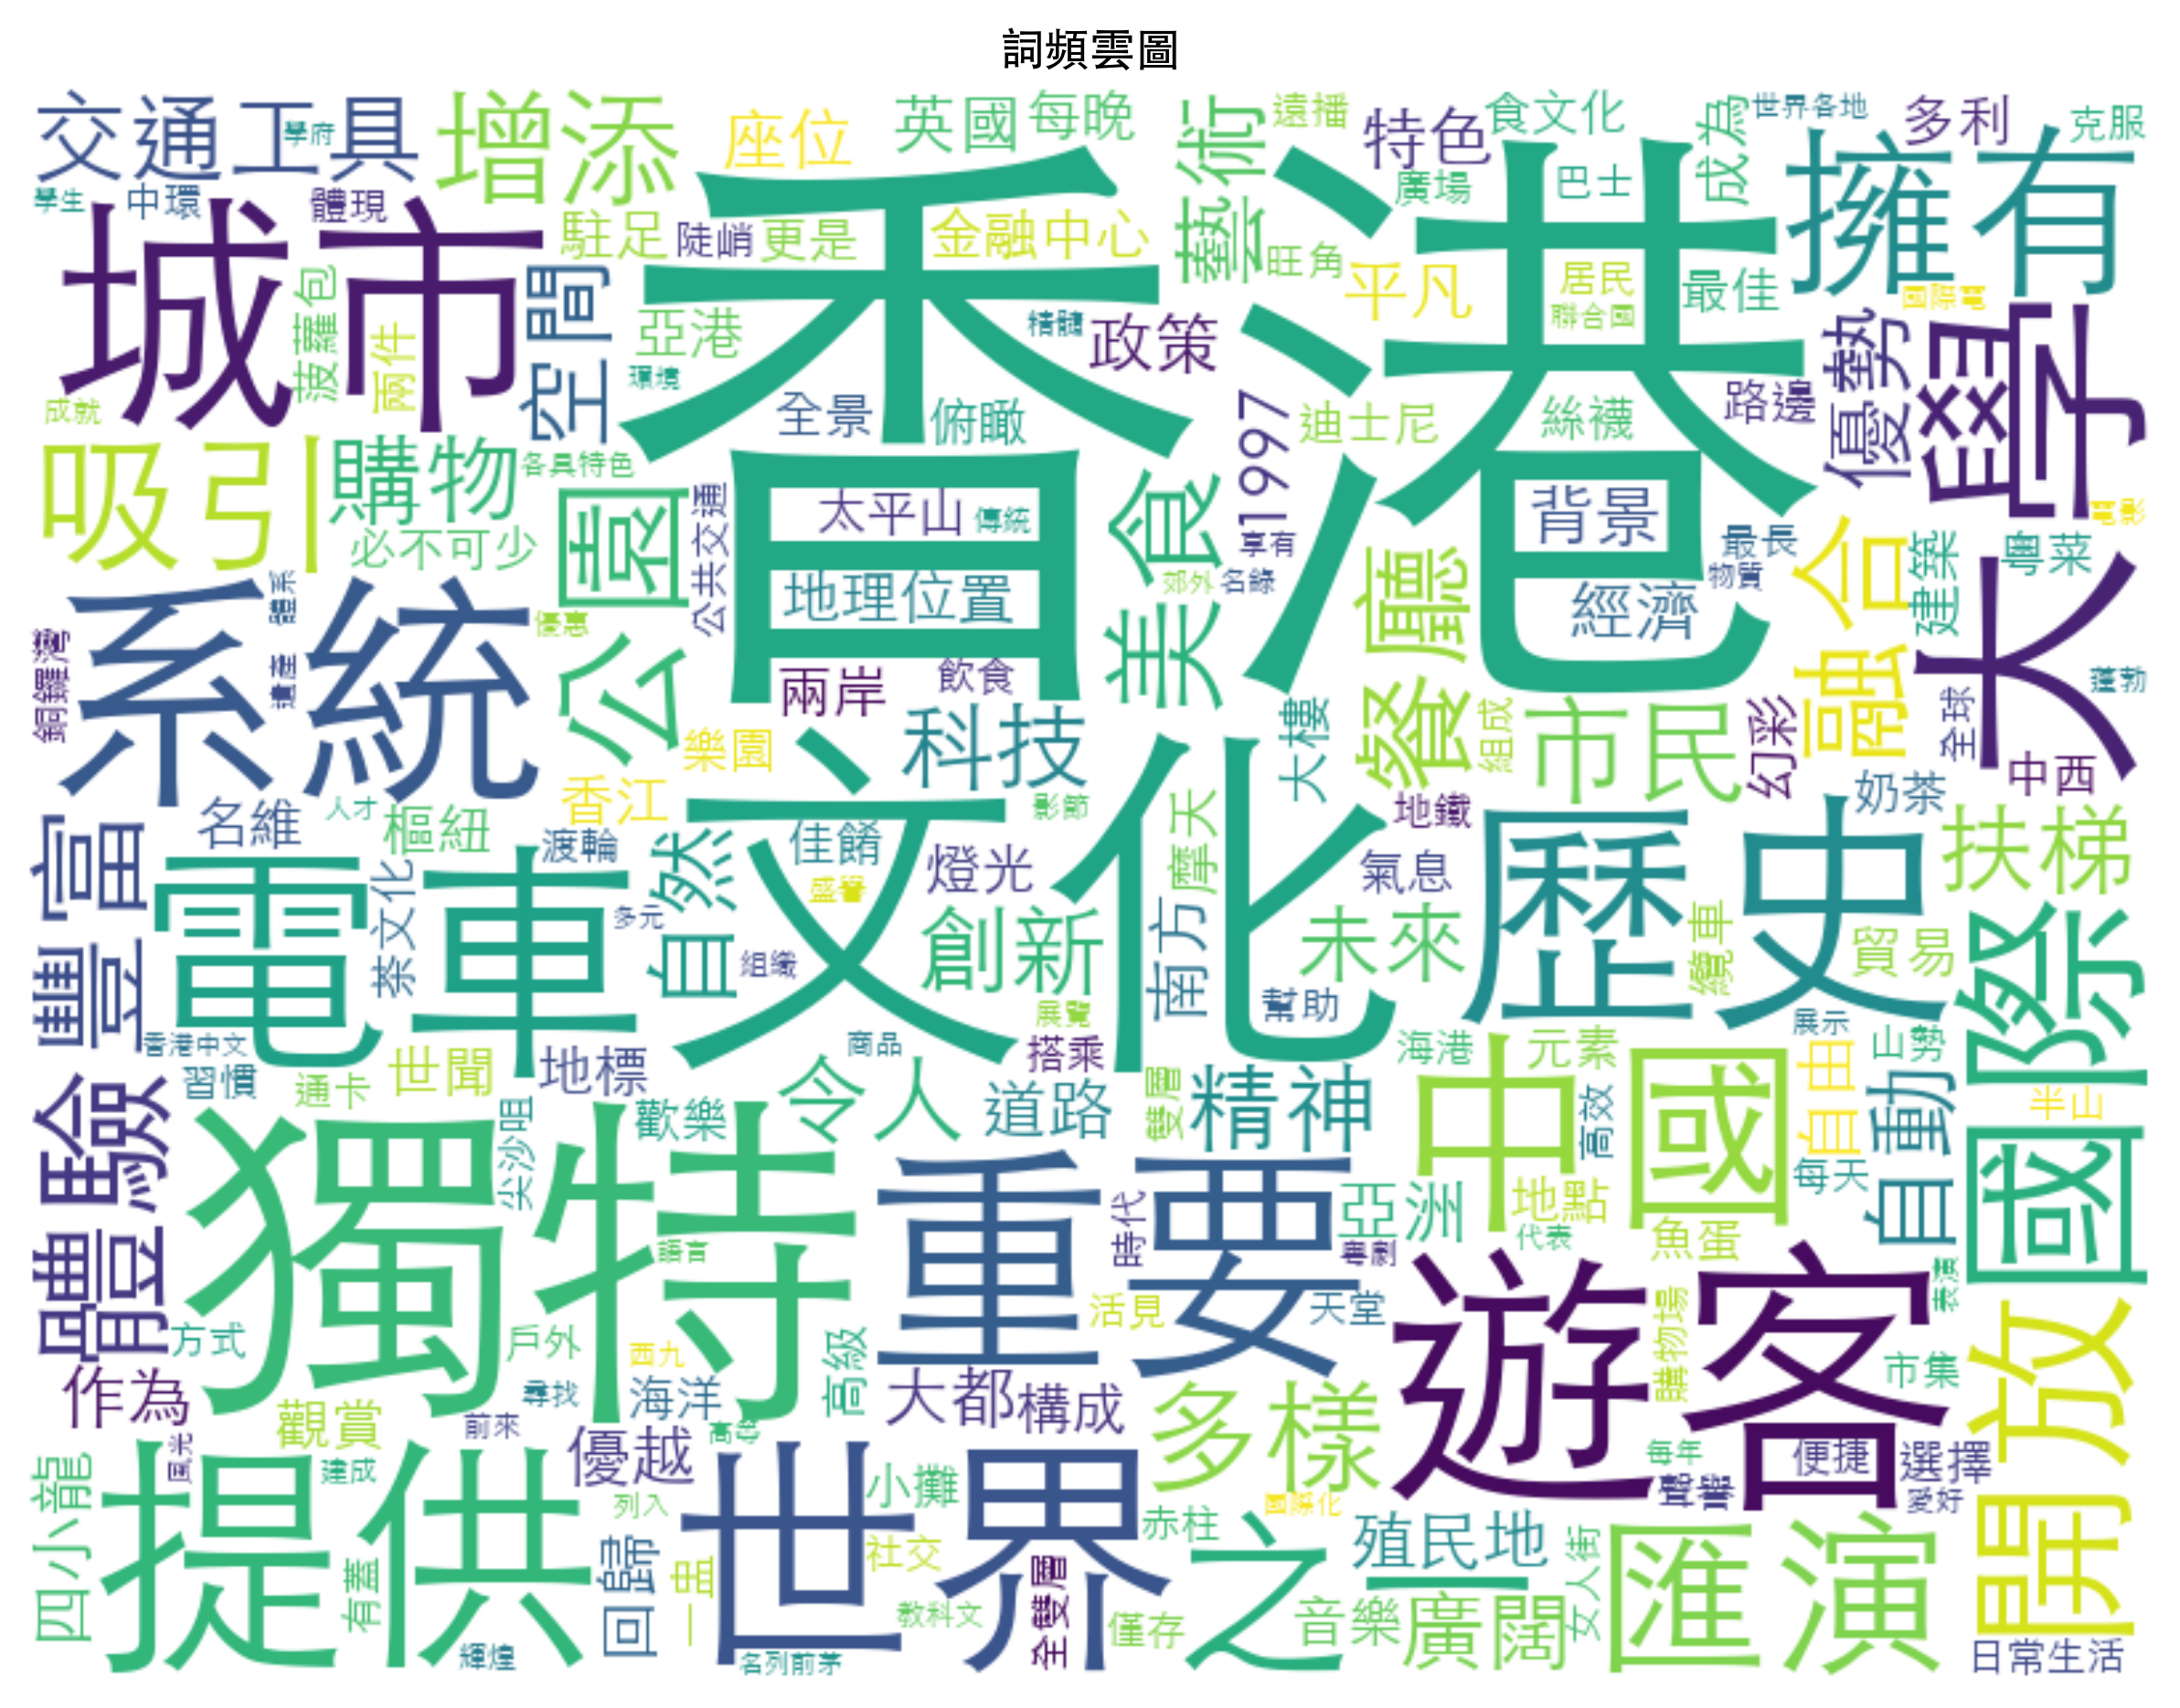 詞頻雲圖
交通工具
學府
增添
座位
英國
每晚
藝術
遠播
特色
食文化
成為
世界各地
多利
克服
擁有
學生
中環
體現
城市
菠蘿包
兩件
駐足
陡峭
更是
金融中心
香港
旺角
廣場
巴士
平凡
居民
聯合國
最佳
優勢
大學
空間
亞港
環境
精髓
政策
成就
全景
俯瞰
1997
迪士尼
絲襪
路邊
吸引
購物
各具特色
必不可少
公園
公共交通
太平山
傳統
地理位置
美食
享有
郊外
名錄
餐廳
背景
經濟
最長
物質
融合
建築
粵菜
電影
系統
體系
遺產
銅鑼灣
優惠
兩岸
飲食
樂園
科技
大樓
組成
市民
幻彩
全球
蓬勃
中西
名維
人才
樞紐
香江
渡輪
文化
影節
佳餚
盛譽
燈光
摩天
地鐵
氣息
歷史
奶茶
扶梯
豐富
電車
茶文化
多元
自然
組織
創新
展覽
南方
幫助
未來
纜車
貿易
國際
香港中文
習慣
通卡
世聞
地標
商品
搭乘
令人
道路
雙層
精神
海港
元素
展示
山勢
自由
自動
半山
體驗
獨特
尖沙咀
歡樂
語言
重要
時代
亞洲
粵劇
中國
高效
地點
代表
每天
魚蛋
表演
方式
戶外
西九
尋找
海洋
高級
活見
天堂
遊客
購物場
市集
開放
作為
觀賞
前來
大都
構成
多樣
每年
聲譽
便捷
選擇
愛好
四小龍
風光
建成
提供
有蓋
輝煌
優越
列入
回歸
一盅
世界
名列前茅
小攤
社交
教科文
全雙層
僅存
赤柱
國際化
之一
殖民地
音樂
廣闊
女人街
匯演
日常生活